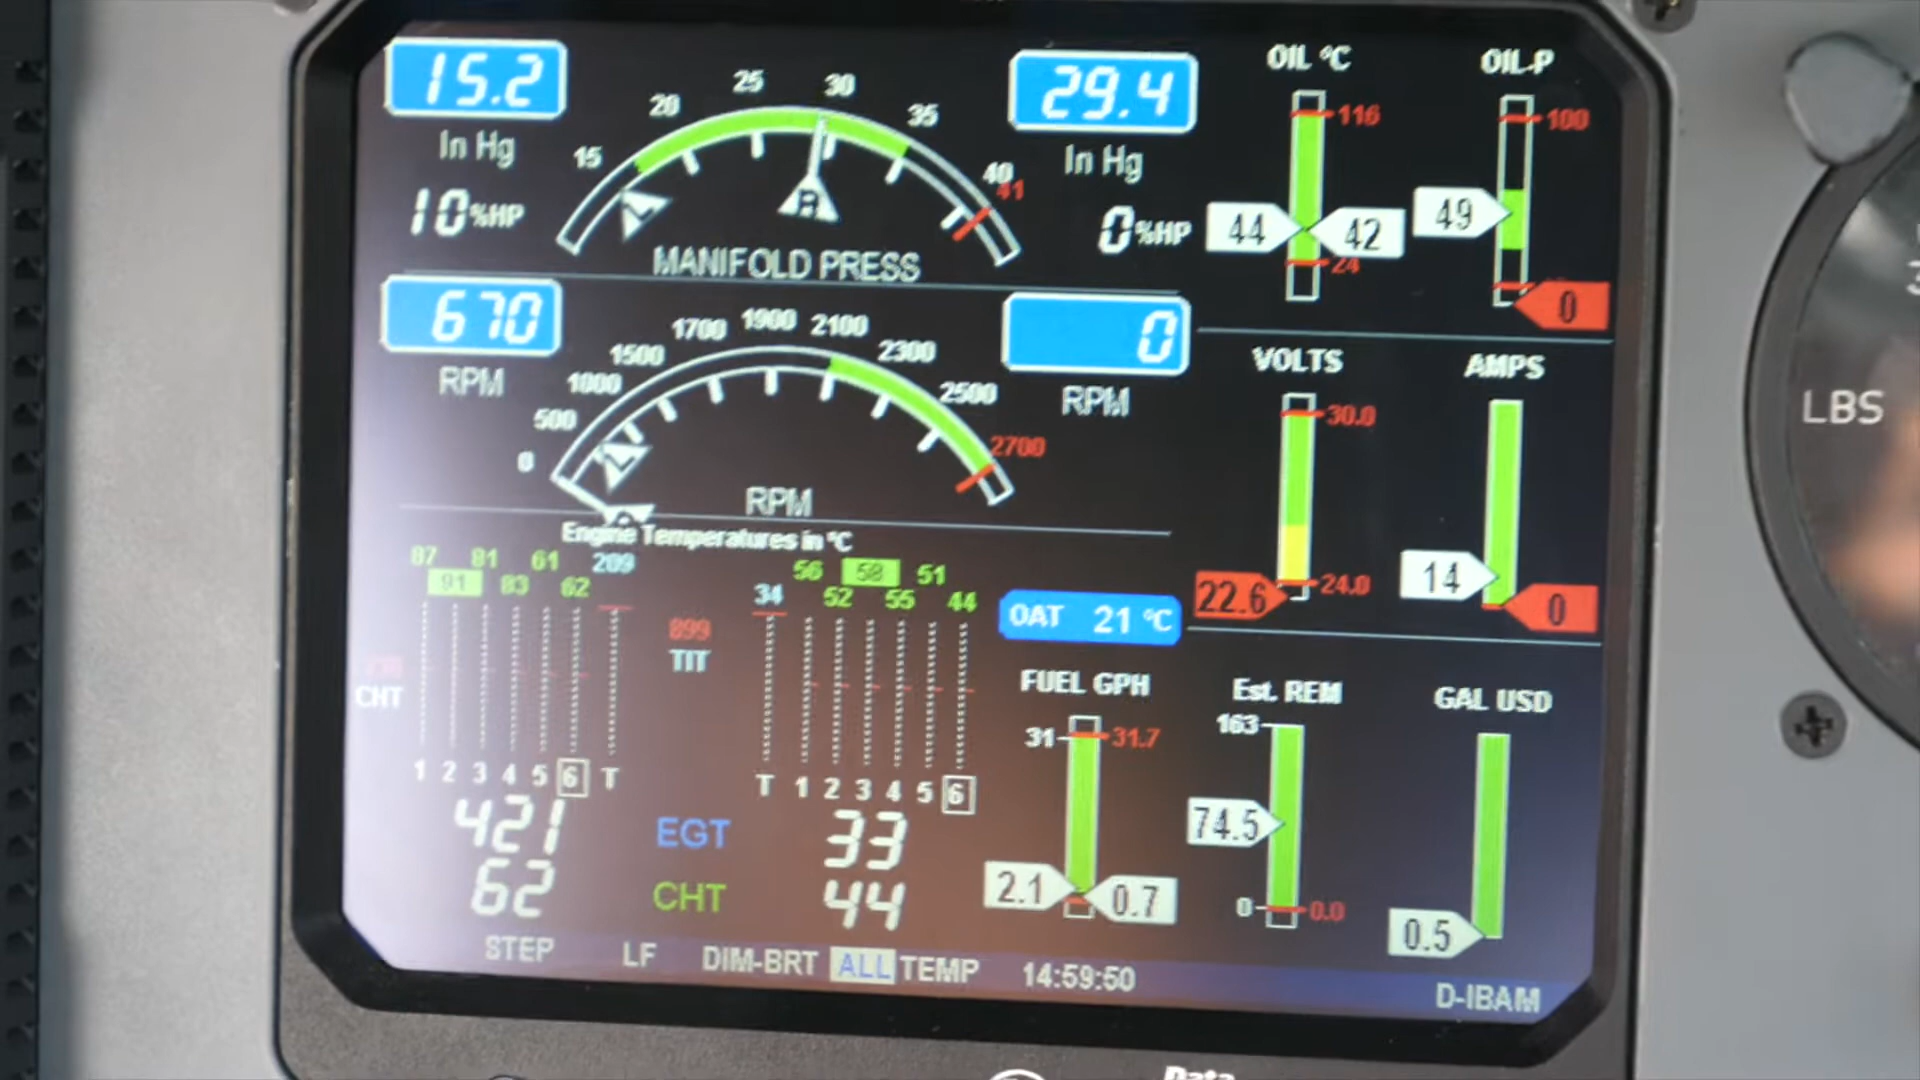 15.2
In Hg
10 %HP
15 20 25 30 35 40 41
L R
MANIFOLD PRESS
29.4
In Hg
0 %HP
670
RPM
0 500 1000 1500 1700 1900 2100 2300 2500 2700
L
RPM
0
RPM
OIL °C
116
44 42
24
OIL-P
100
49
0
VOLTS
30.0
22.6 24.0
AMPS
14
0
Engine Temperatures in °C
87 91 81 83 61 62 209
899
TIT
CHT
34 56 52 58 55 51 44
1 2 3 4 5 6 T
T 1 2 3 4 5 6
421 EGT 33
62 CHT 44
OAT 21 °C
FUEL GPH
31 31.7
2.1 0.7
Est. REM
163
74.5
0 0.0
GAL USD
0.5
STEP LF DIM-BRT ALL TEMP 14:59:50
D-IBAM
LBS
Data